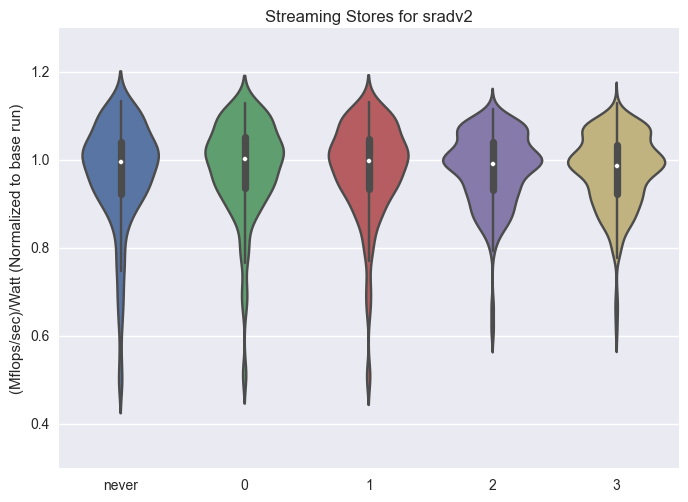 Streaming Stores for sradv2
(Mflops/sec)/Watt (Normalized to base run)
1.2
1.0
0.8
0.6
0.4
never 0 1 2 3